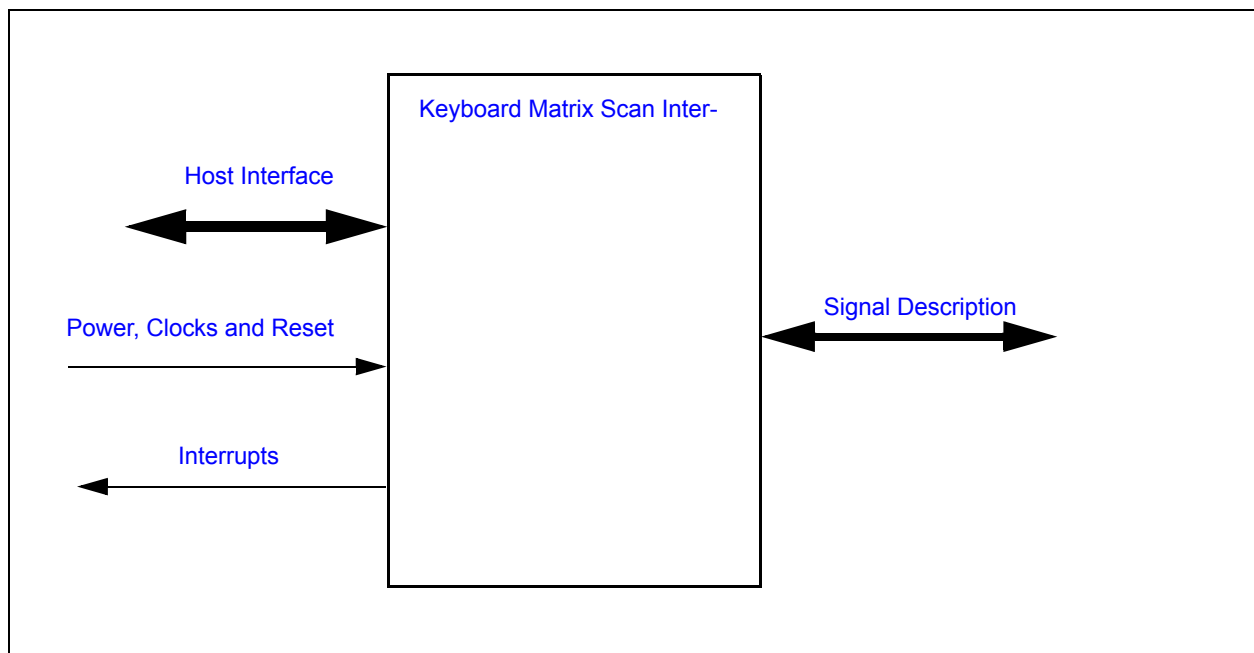 Keyboard Matrix Scan Inter-
Host Interface
Signal Description
Power, Clocks and Reset
Interrupts